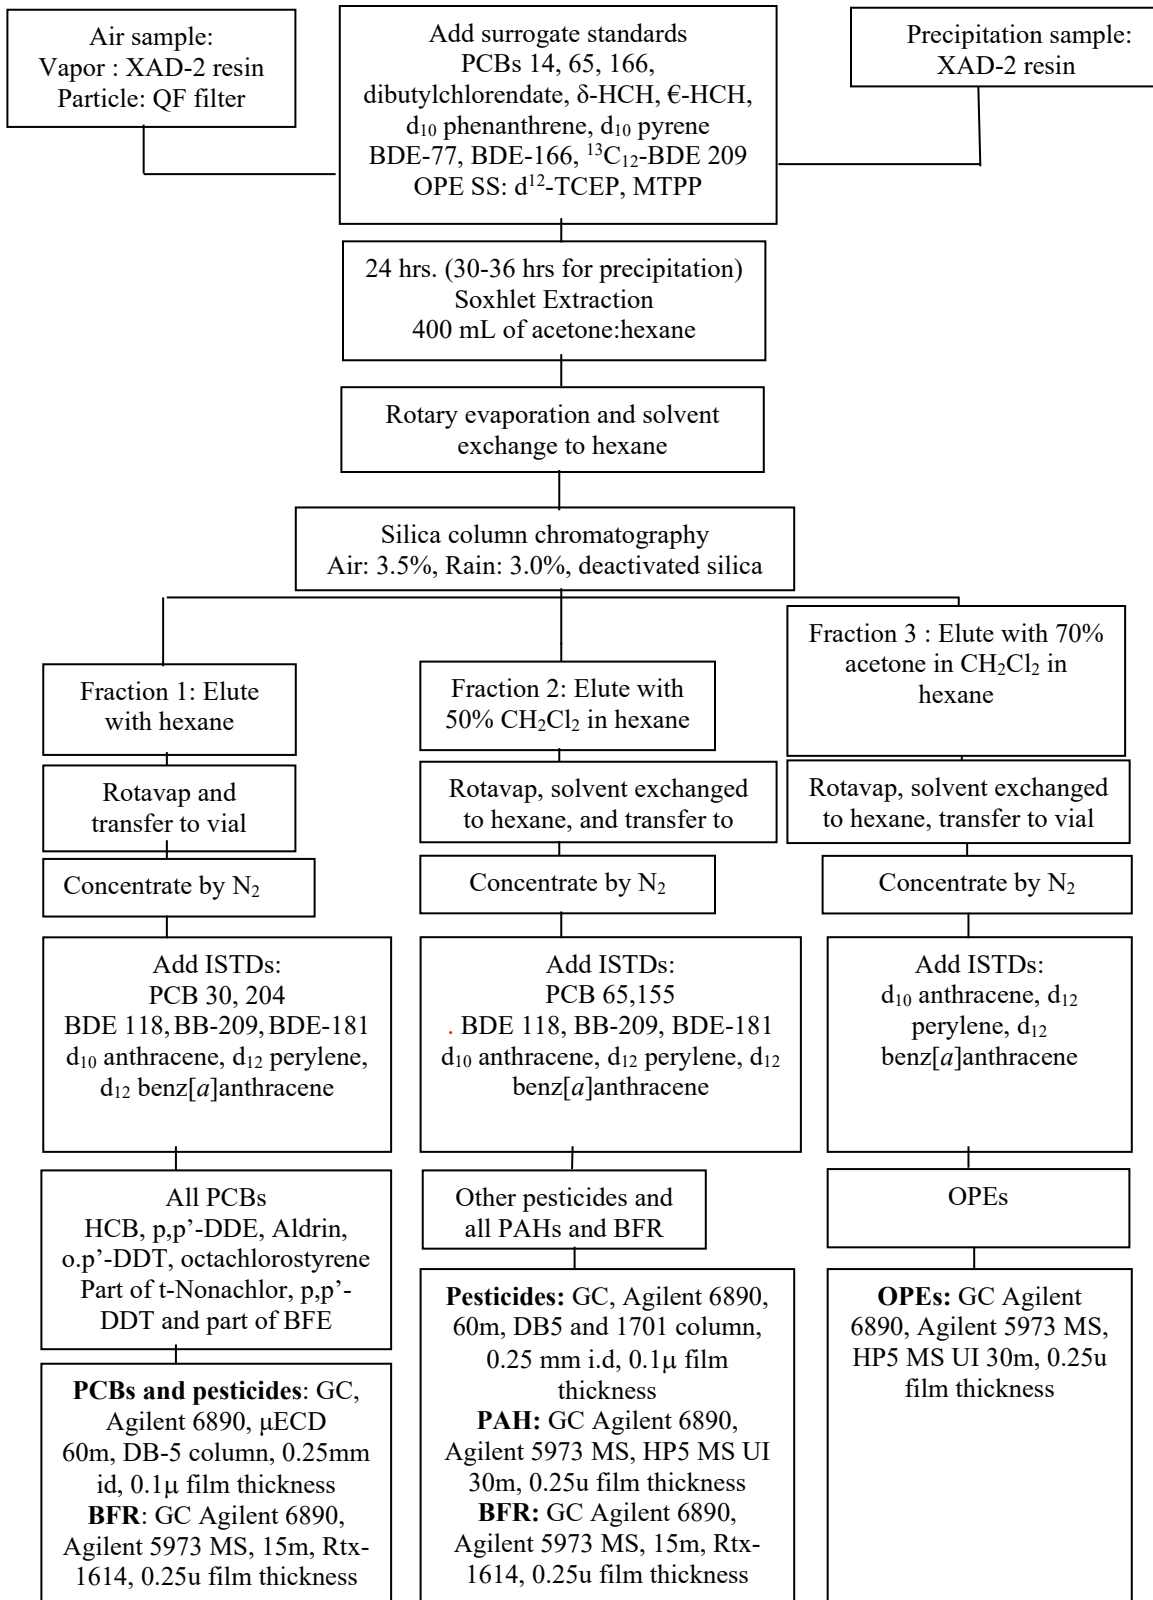 Air sample:
Vapor : XAD-2 resin
Particle: QF filter
Add surrogate standards
PCBs 14, 65, 166,
dibutylchlorendate, δ-HCH, €-HCH,
d₁₀ phenanthrene, d₁₀ pyrene
BDE-77, BDE-166, ¹³C₁₂-BDE 209
OPE SS: d¹²-TCEP, MTPP
Precipitation sample:
XAD-2 resin
24 hrs. (30-36 hrs for precipitation)
Soxhlet Extraction
400 mL of acetone:hexane
Rotary evaporation and solvent
exchange to hexane
Silica column chromatography
Air: 3.5%, Rain: 3.0%, deactivated silica
Fraction 1: Elute
with hexane
Rotavap and
transfer to vial
Concentrate by N₂
Add ISTDs:
PCB 30, 204
BDE 118, BB-209, BDE-181
d₁₀ anthracene, d₁₂ perylene,
d₁₂ benz[a]anthracene
All PCBs
HCB, p,p’-DDE, Aldrin,
o.p’-DDT, octachlorostyrene
Part of t-Nonachlor, p,p’-
DDT and part of BFE
PCBs and pesticides: GC,
Agilent 6890, µECD
60m, DB-5 column, 0.25mm
id, 0.1µ film thickness
BFR: GC Agilent 6890,
Agilent 5973 MS, 15m, Rtx-
1614, 0.25u film thickness
Fraction 2: Elute with
50% CH₂Cl₂ in hexane
Rotavap, solvent exchanged
to hexane, and transfer to
Concentrate by N₂
Add ISTDs:
PCB 65,155
. BDE 118, BB-209, BDE-181
d₁₀ anthracene, d₁₂ perylene, d₁₂
benz[a]anthracene
Other pesticides and
all PAHs and BFR
Pesticides: GC, Agilent 6890,
60m, DB5 and 1701 column,
0.25 mm i.d, 0.1µ film
thickness
PAH: GC Agilent 6890,
Agilent 5973 MS, HP5 MS UI
30m, 0.25u film thickness
BFR: GC Agilent 6890,
Agilent 5973 MS, 15m, Rtx-
1614, 0.25u film thickness
Fraction 3 : Elute with 70%
acetone in CH₂Cl₂ in
hexane
Rotavap, solvent exchanged
to hexane, transfer to vial
Concentrate by N₂
Add ISTDs:
d₁₀ anthracene, d₁₂
perylene, d₁₂
benz[a]anthracene
OPEs
OPEs: GC Agilent
6890, Agilent 5973 MS,
HP5 MS UI 30m, 0.25u
film thickness